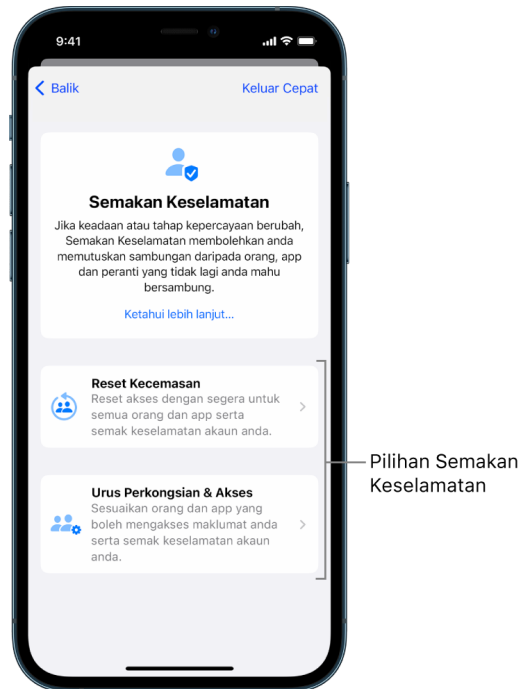 9:41
Balik
Keluar Cepat
Semakan Keselamatan
Jika keadaan atau tahap kepercayaan berubah,
Semakan Keselamatan membolehkan anda
memutuskan sambungan daripada orang, app
dan peranti yang tidak lagi anda mahu
bersambung.
Ketahui lebih lanjut...
Reset Kecemasan
Reset akses dengan segera untuk
semua orang dan app serta
semak keselamatan akaun anda.
Urus Perkongsian & Akses
Sesuaikan orang dan app yang
boleh mengakses maklumat anda
serta semak keselamatan akaun
anda.
Pilihan Semakan
Keselamatan